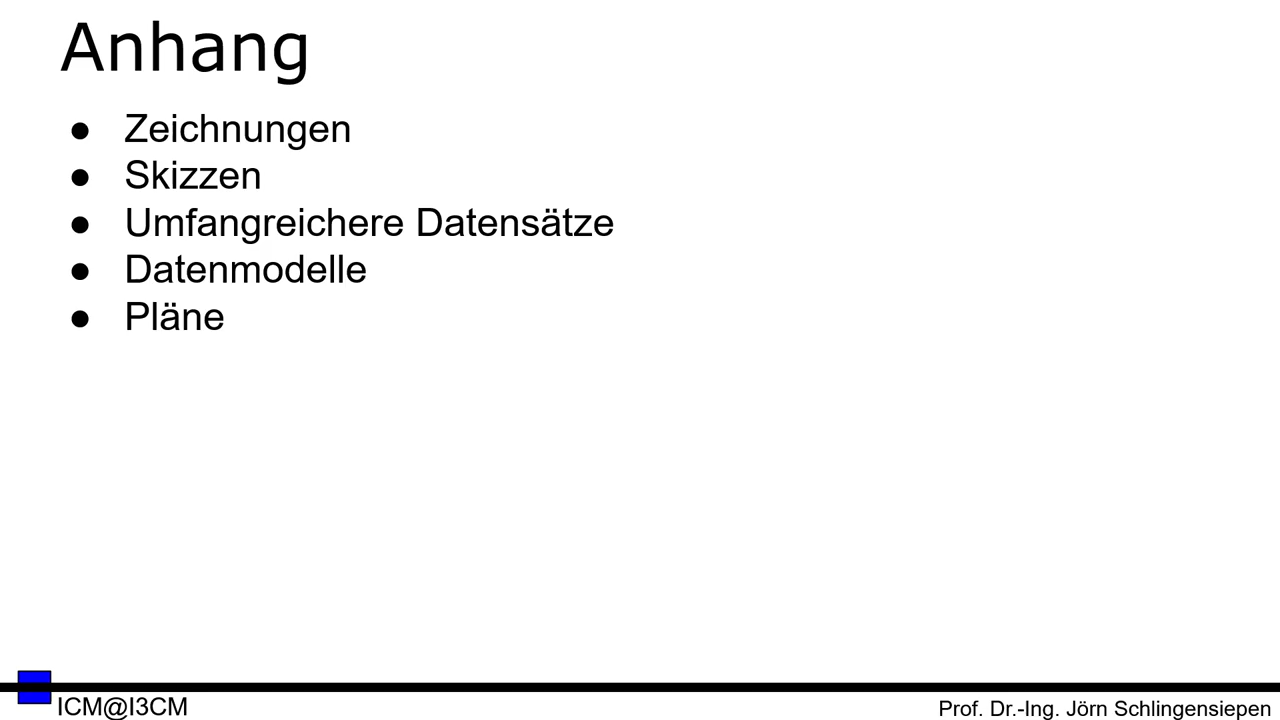 Anhang
● Zeichnungen
● Skizzen
● Umfangreichere Datensätze
● Datenmodelle
● Pläne
ICM@I3CM
Prof. Dr.-Ing. Jörn Schlingensiepen